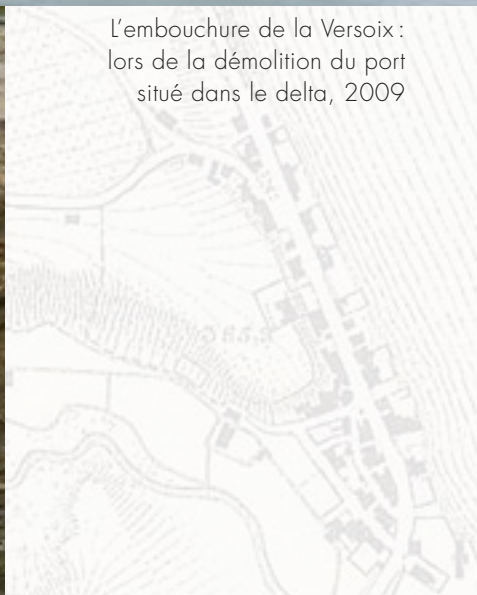 L'embouchure de la Versoix :
lors de la démolition du port
situé dans le delta, 2009